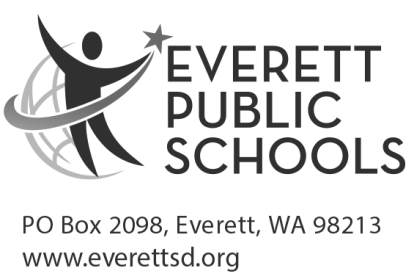 EVERETT
PUBLIC
SCHOOLS
PO Box 2098, Everett, WA 98213
www.everettsd.org